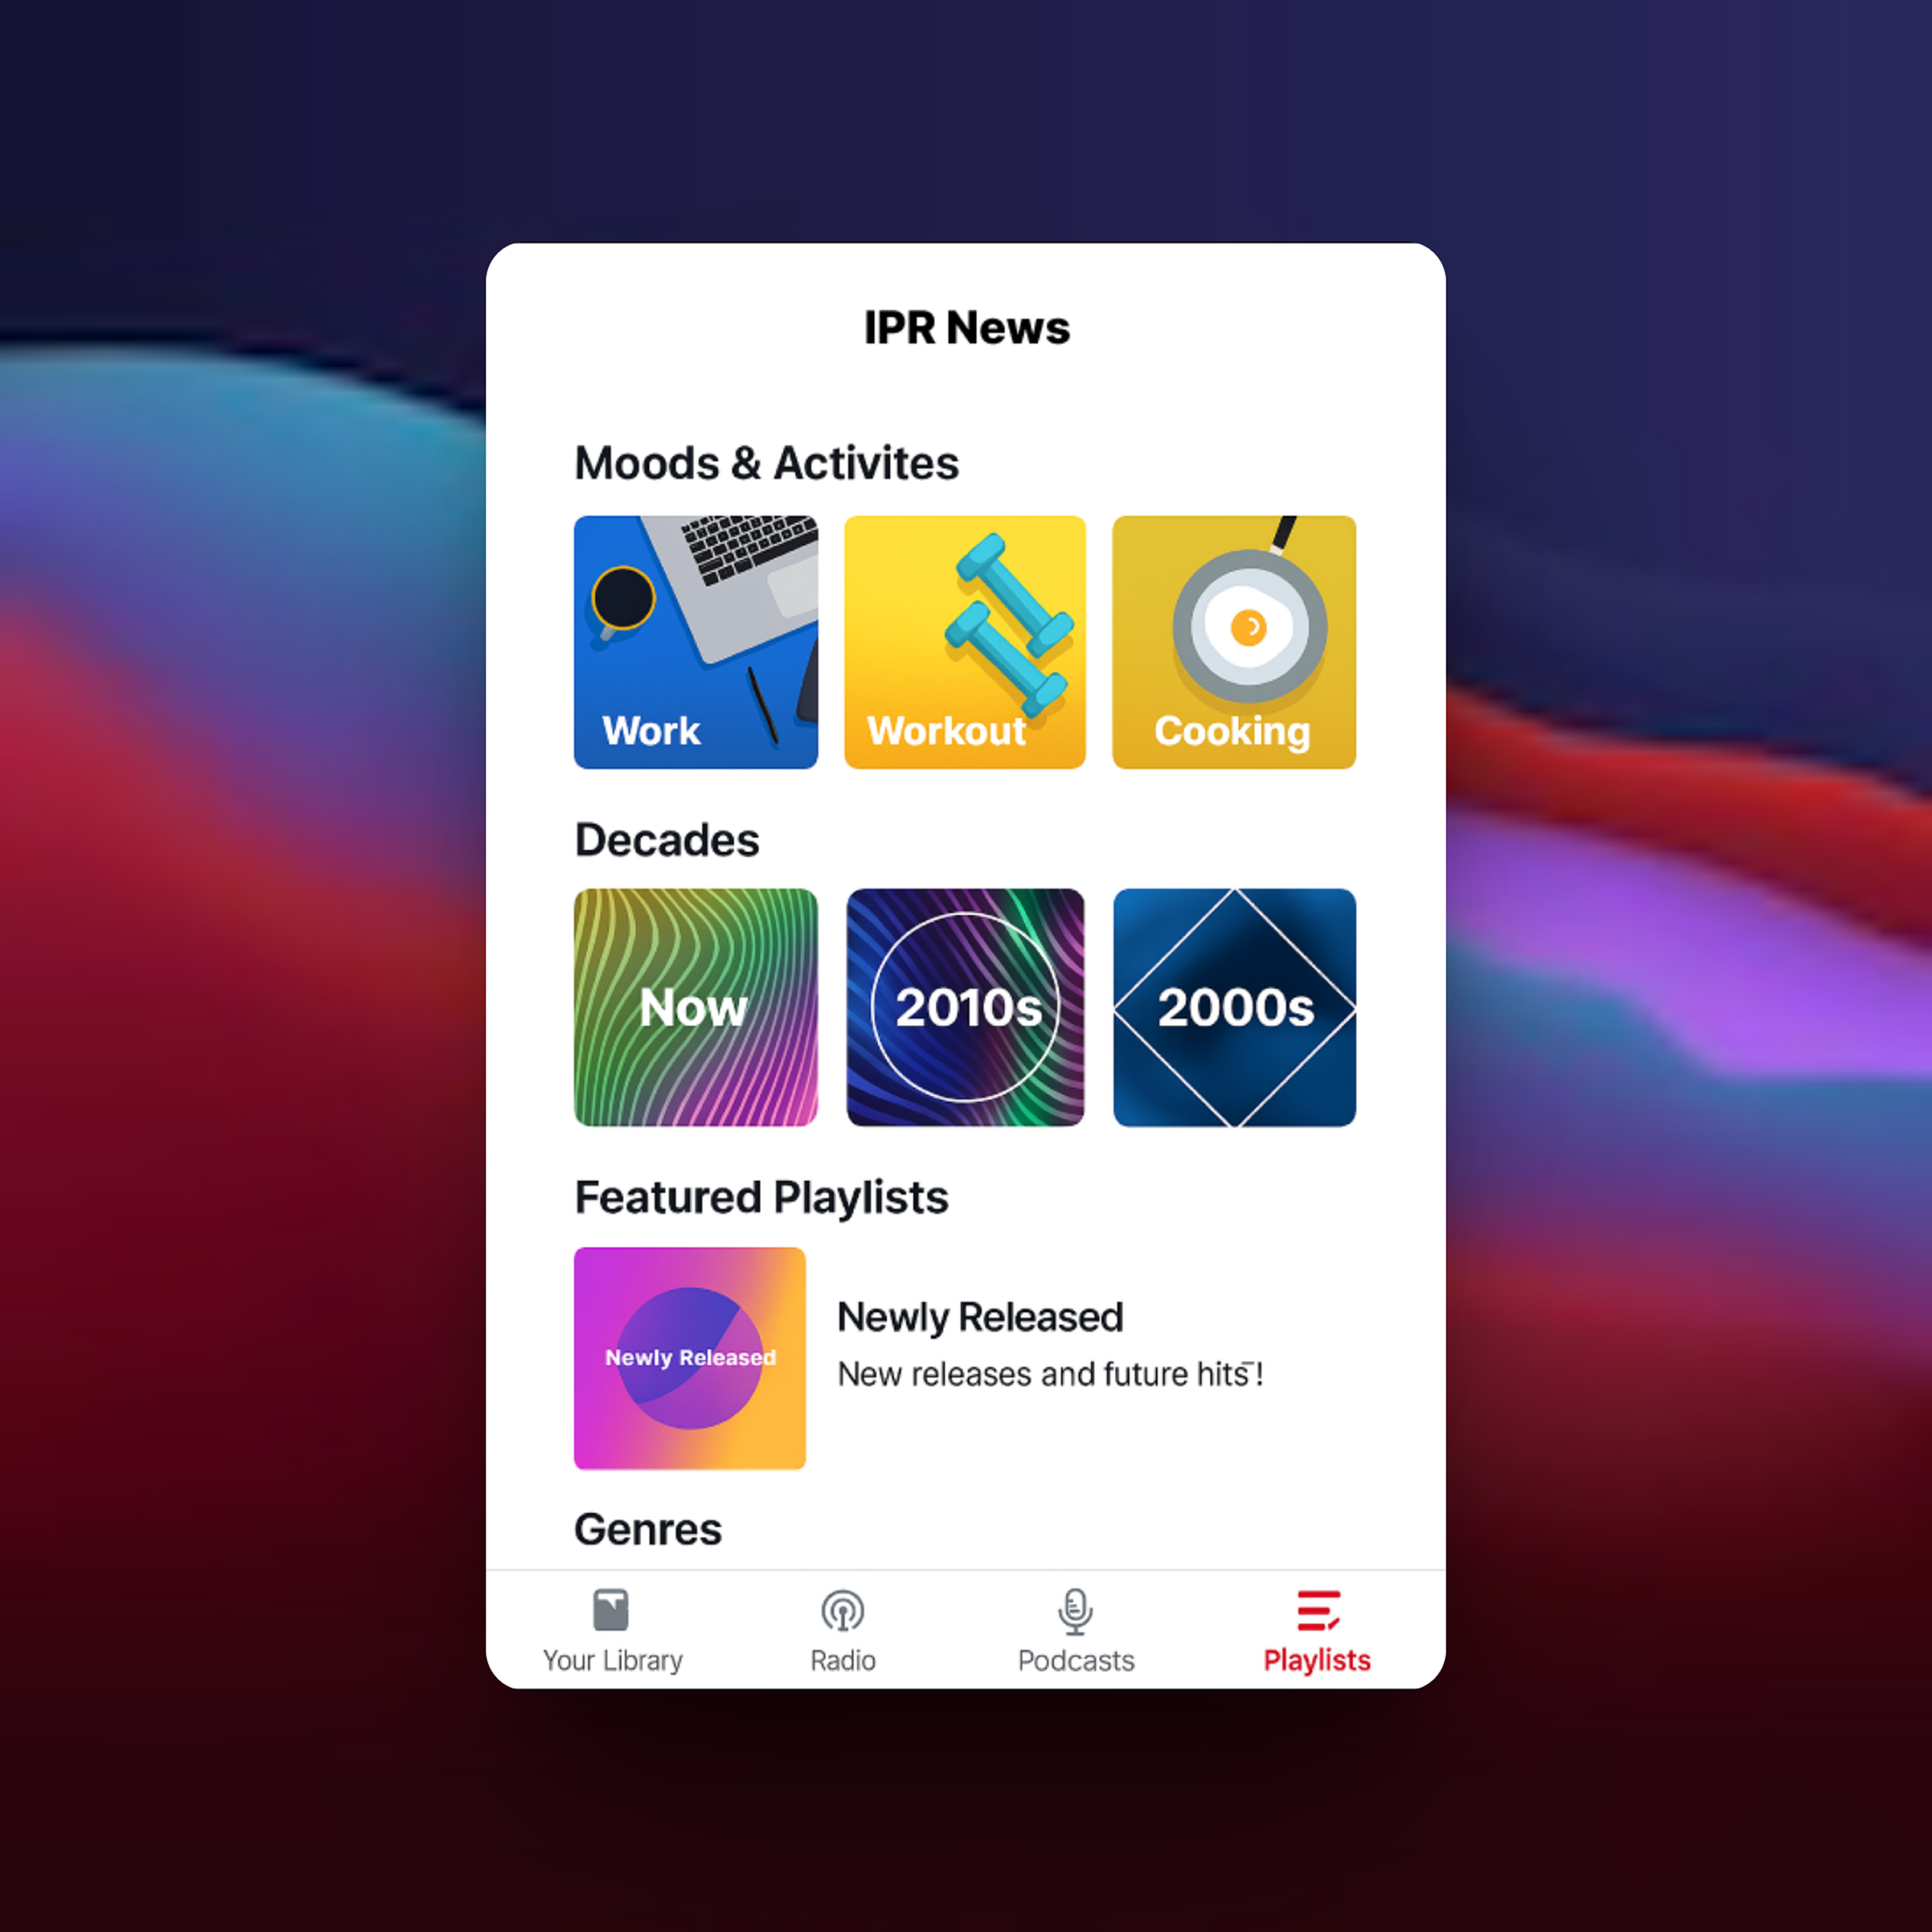 IPR News
Moods & Activites
Work
Workout
Cooking
Decades
Now
2010s
2000s
Featured Playlists
Newly Released
Newly Released
New releases and future hits !
Genres
Your Library
Radio
Podcasts
Playlists